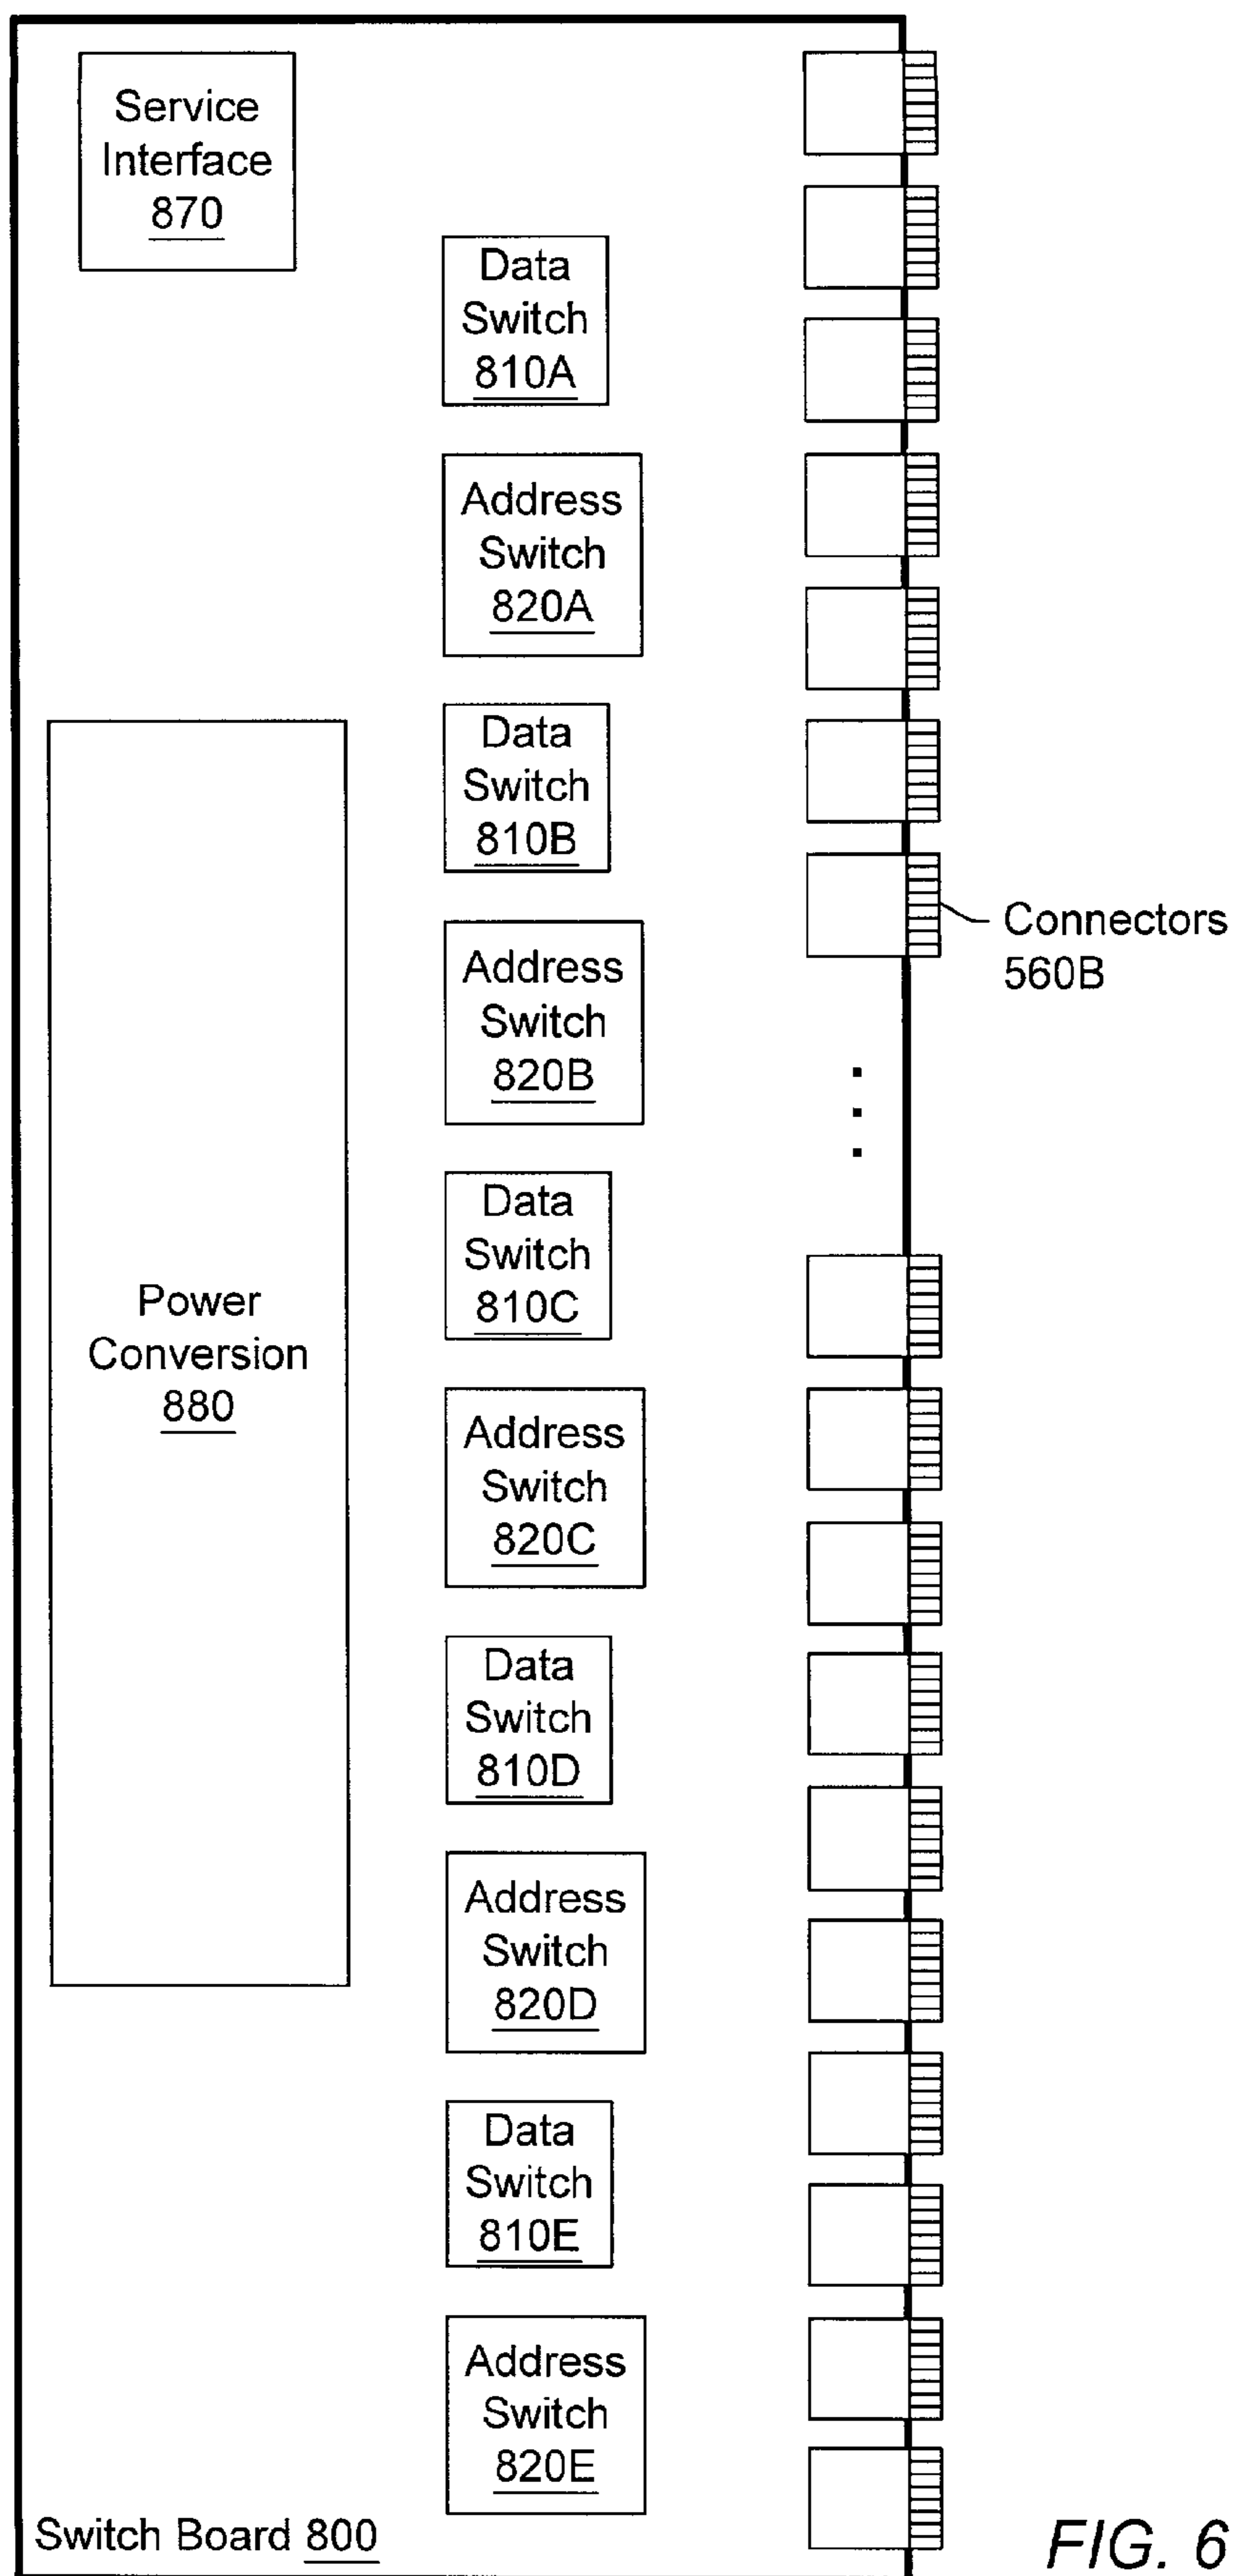 Service
Interface
870
Data
Switch
810A
Address
Switch
820A
Data
Switch
810B
Connectors
560B
Address
Switch
820B
Data
Switch
810C
Power
Conversion
880
Address
Switch
820C
Data
Switch
810D
Address
Switch
820D
Data
Switch
810E
Address
Switch
820E
Switch Board 800
FIG. 6